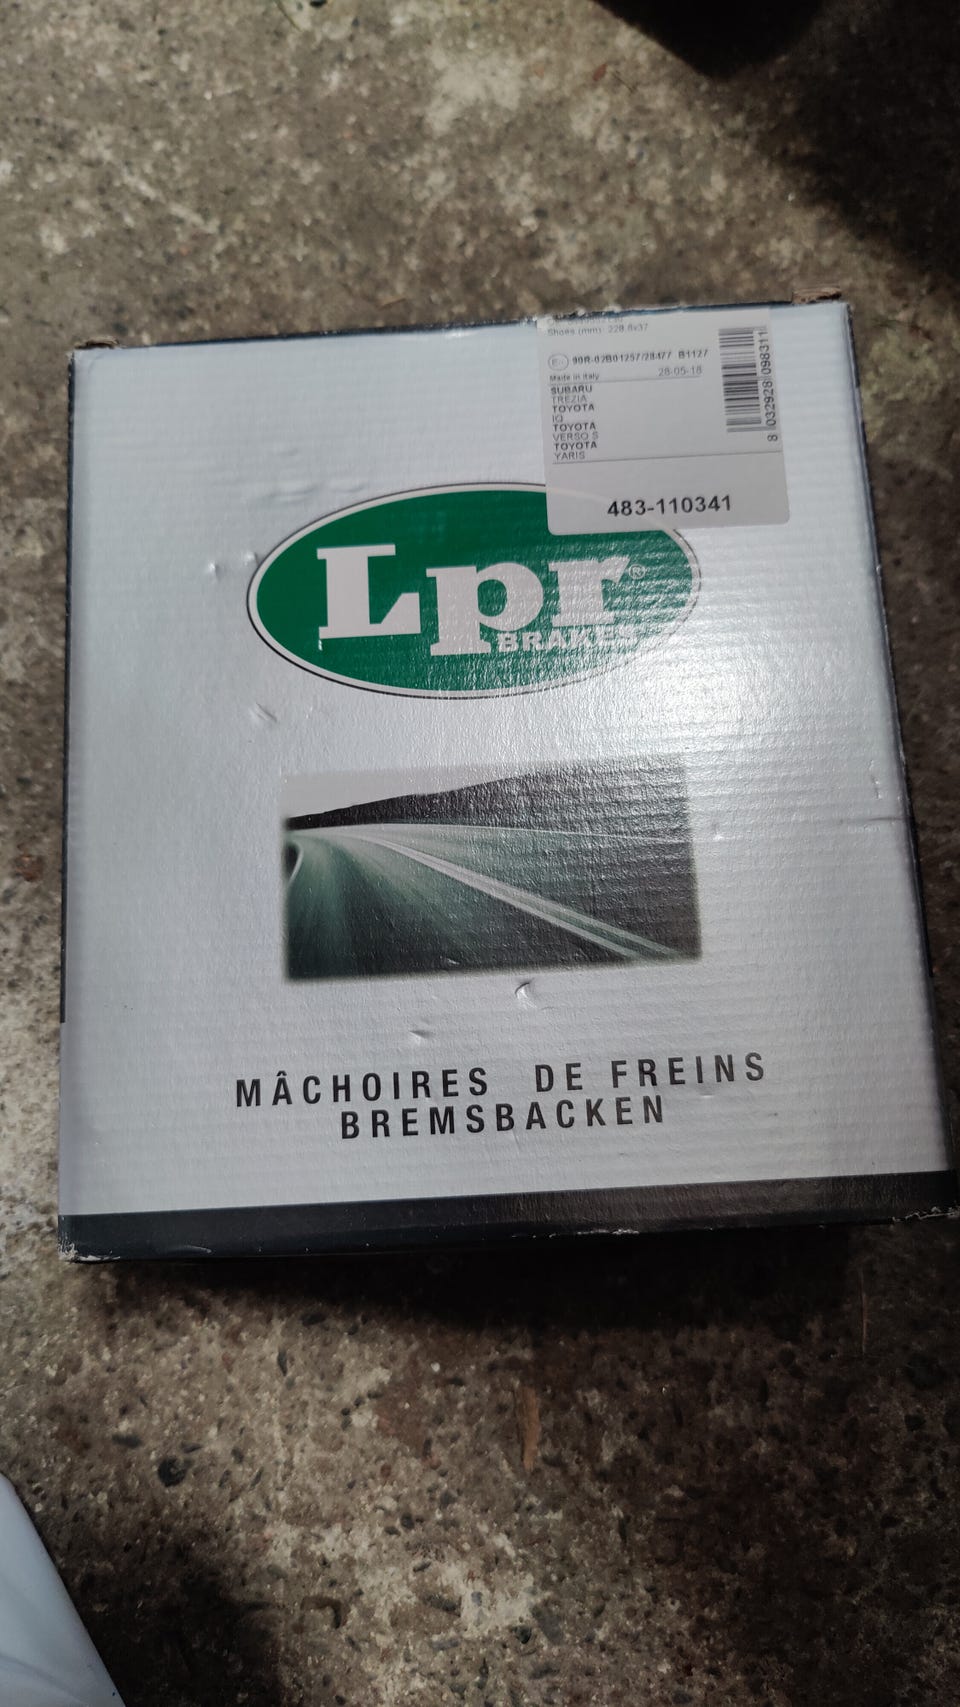 Shoes (mm): 228.6x37
90R-02B01257/28477 B1127
Made in Italy 28-05-18
SUBARU
TREZIA
TOYOTA
IQ
TOYOTA
VERSO S
TOYOTA
YARIS
8 032928 098311
483-110341
Lpr®
BRAKES
MÂCHOIRES DE FREINS
BREMSBACKEN